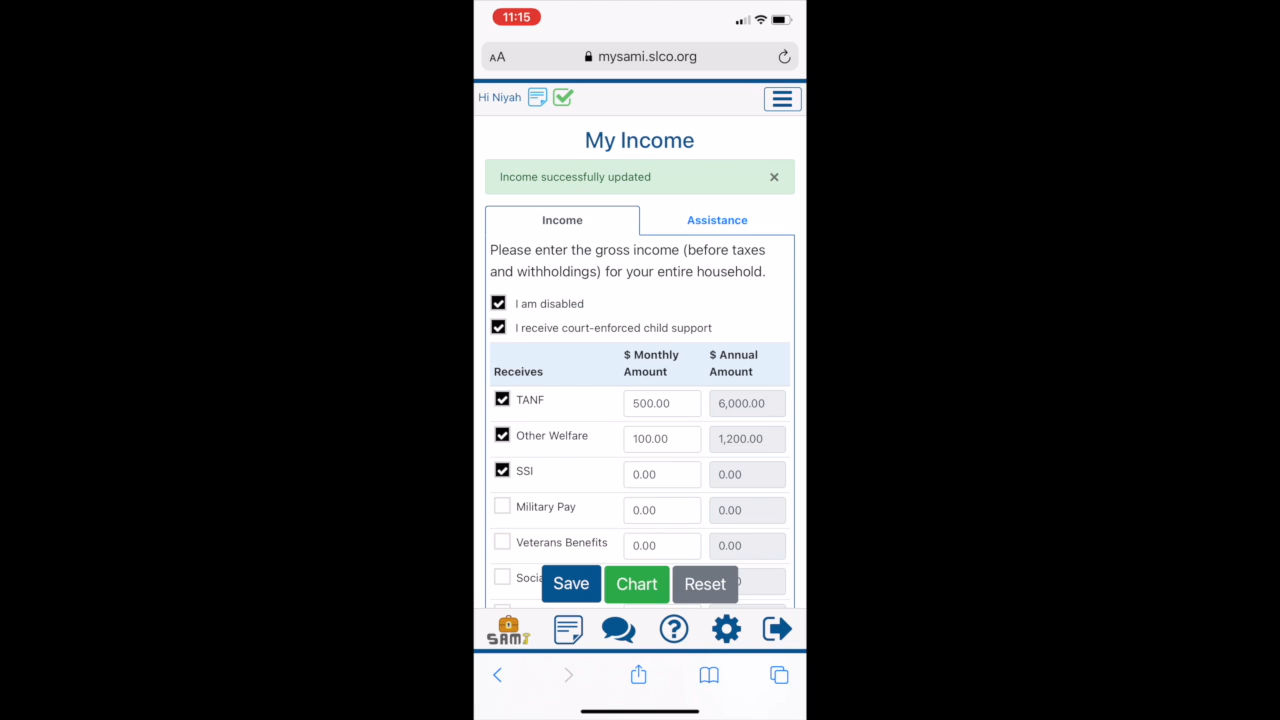 11:15
AA mysami.slco.org
Hi Niyah
My Income
Income successfully updated ×
Income Assistance
Please enter the gross income (before taxes
and withholdings) for your entire household.
I am disabled
I receive court-enforced child support
Receives $ Monthly Amount $ Annual Amount
TANF 500.00 6,000.00
Other Welfare 100.00 1,200.00
SSI 0.00 0.00
Military Pay 0.00 0.00
Veterans Benefits 0.00 0.00
Save Chart Reset
SAMI